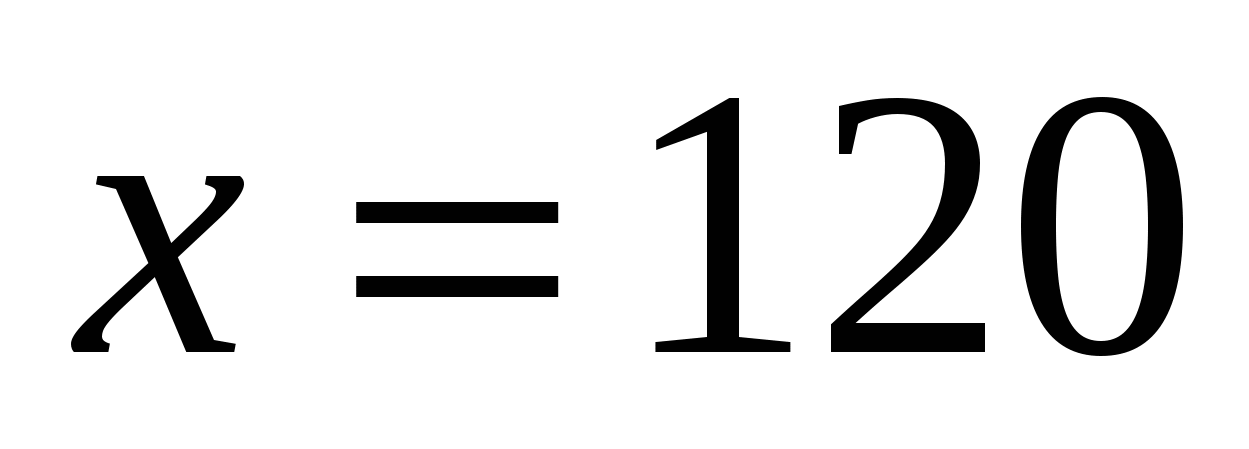 x = 120